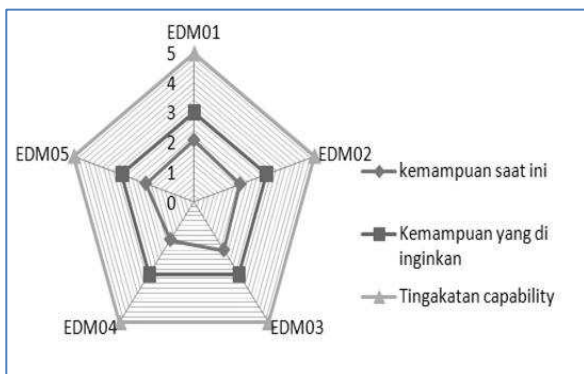 EDM01
5
4
3
2
1
0
EDM05
EDM02
EDM04
EDM03
kemampuan saat ini
Kemampuan yang di
inginkan
Tingakatan capability